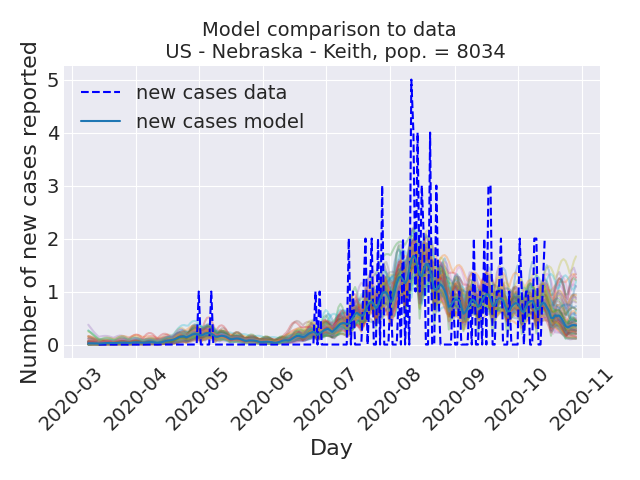 Model comparison to data
US - Nebraska - Keith, pop. = 8034
Number of new cases reported
5
4
3
2
1
0
new cases data
new cases model
2020-03
2020-04
2020-05
2020-06
2020-07
2020-08
2020-09
2020-10
2020-11
Day